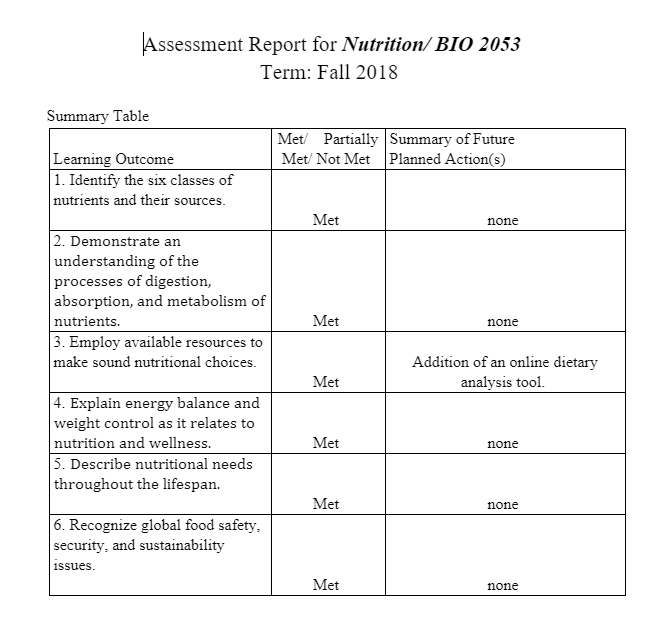 Assessment Report for Nutrition/ BIO 2053
Term: Fall 2018
Summary Table
Learning Outcome
Met/ Partially
Met/ Not Met
Summary of Future
Planned Action(s)
1. Identify the six classes of
nutrients and their sources.
Met
none
2. Demonstrate an
understanding of the
processes of digestion,
absorption, and metabolism of
nutrients.
Met
none
3. Employ available resources to
make sound nutritional choices.
Met
Addition of an online dietary
analysis tool.
4. Explain energy balance and
weight control as it relates to
nutrition and wellness.
Met
none
5. Describe nutritional needs
throughout the lifespan.
Met
none
6. Recognize global food safety,
security, and sustainability
issues.
Met
none